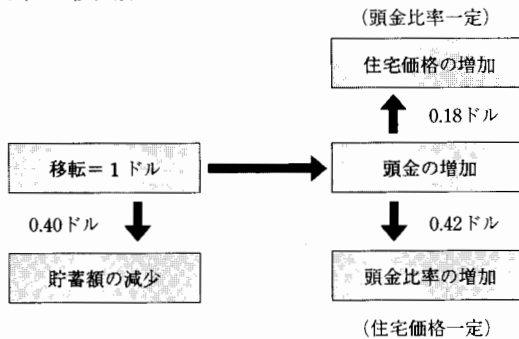 (頭金比率一定)
住宅価格の増加
0.18ドル
移転＝1ドル
頭金の増加
0.40ドル
0.42ドル
貯蓄額の減少
頭金比率の増加
(住宅価格一定)